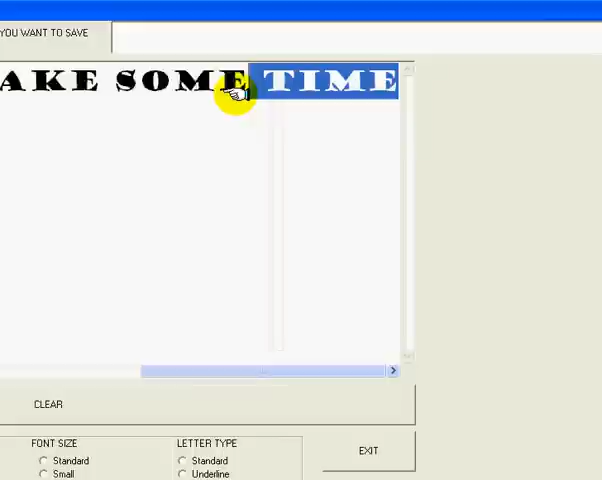 YOU WANT TO SAVE
AKE SOME TIME
CLEAR
FONT SIZE
LETTER TYPE
Standard
Standard
EXIT
Small
Underline